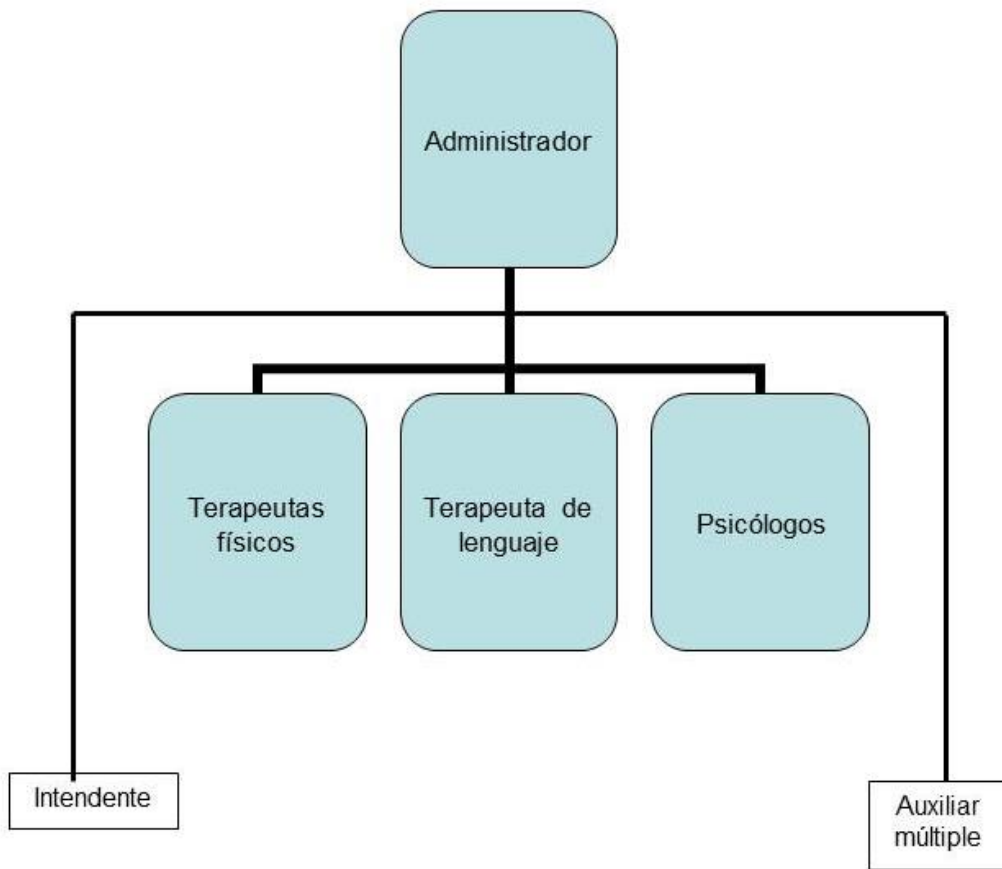 Administrador
Terapeutas
físicos
Terapeuta de
lenguaje
Psicólogos
Intendente
Auxiliar
múltiple